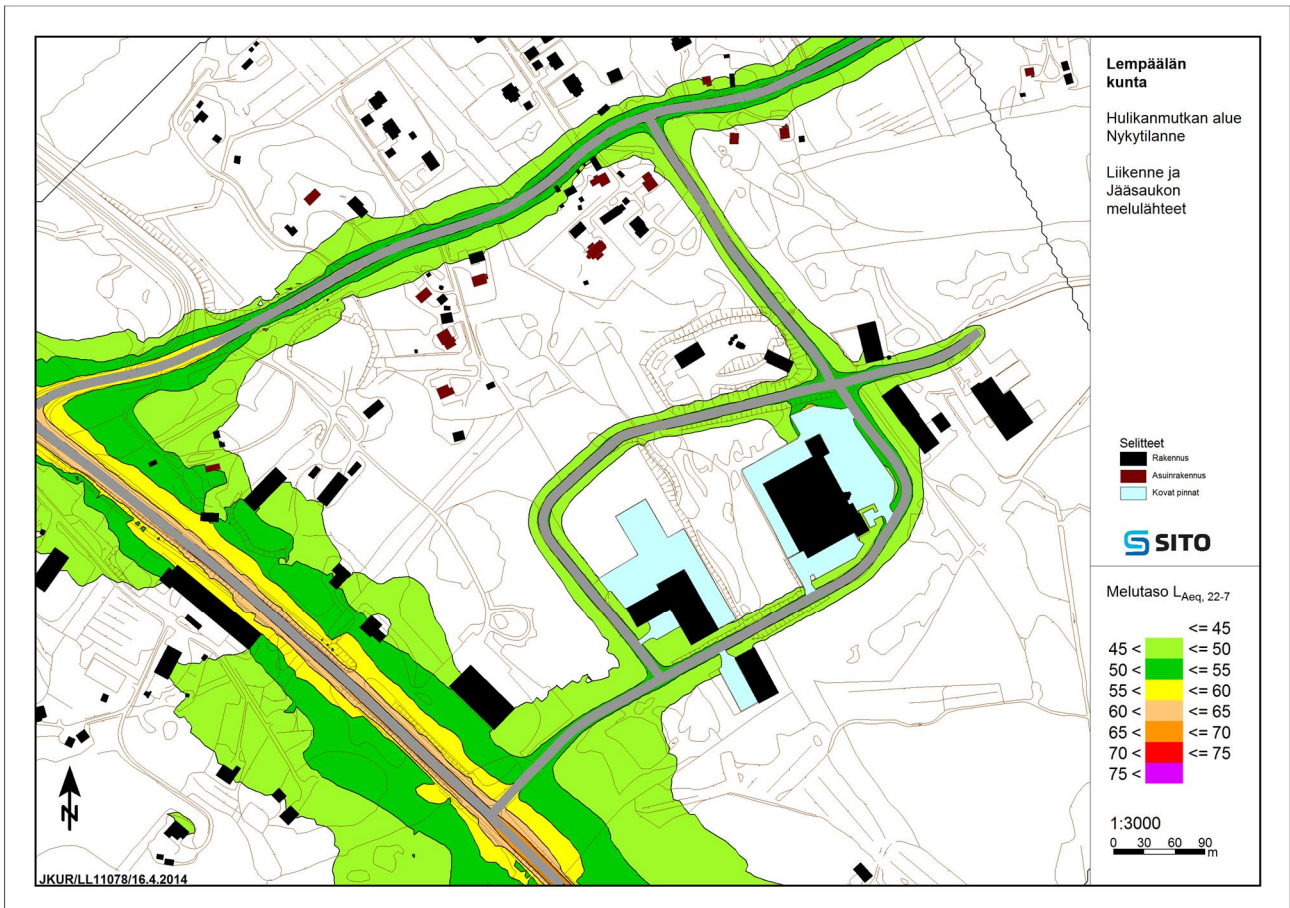 Lempäälän
kunta
Hulikanmutkan alue
Nykytilanne
Liikenne ja
Jääsaukon
melulähteet
Selitteet
Rakennus
Asuinrakennus
Kovat pinnat
SITO
Melutaso LAeq, 22-7
<= 45
45 < <= 50
50 < <= 55
55 < <= 60
60 < <= 65
65 < <= 70
70 < <= 75
75 <
1:3000
0 30 60 90
m
N
JKUR/LL11078/16.4.2014